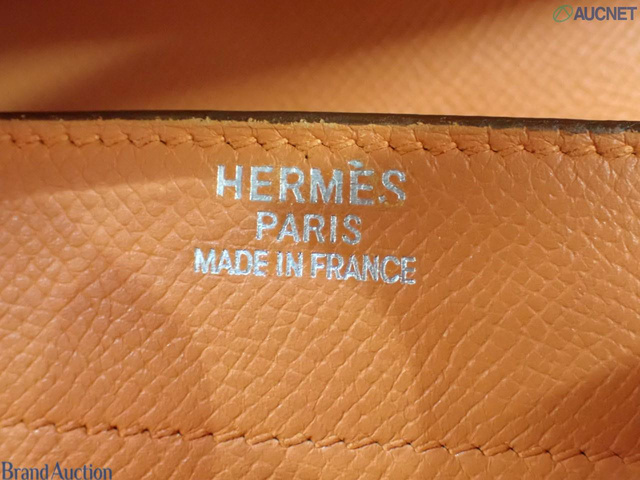 AUCNET
HERMÈS
PARIS
MADE IN FRANCE
Brand Auction